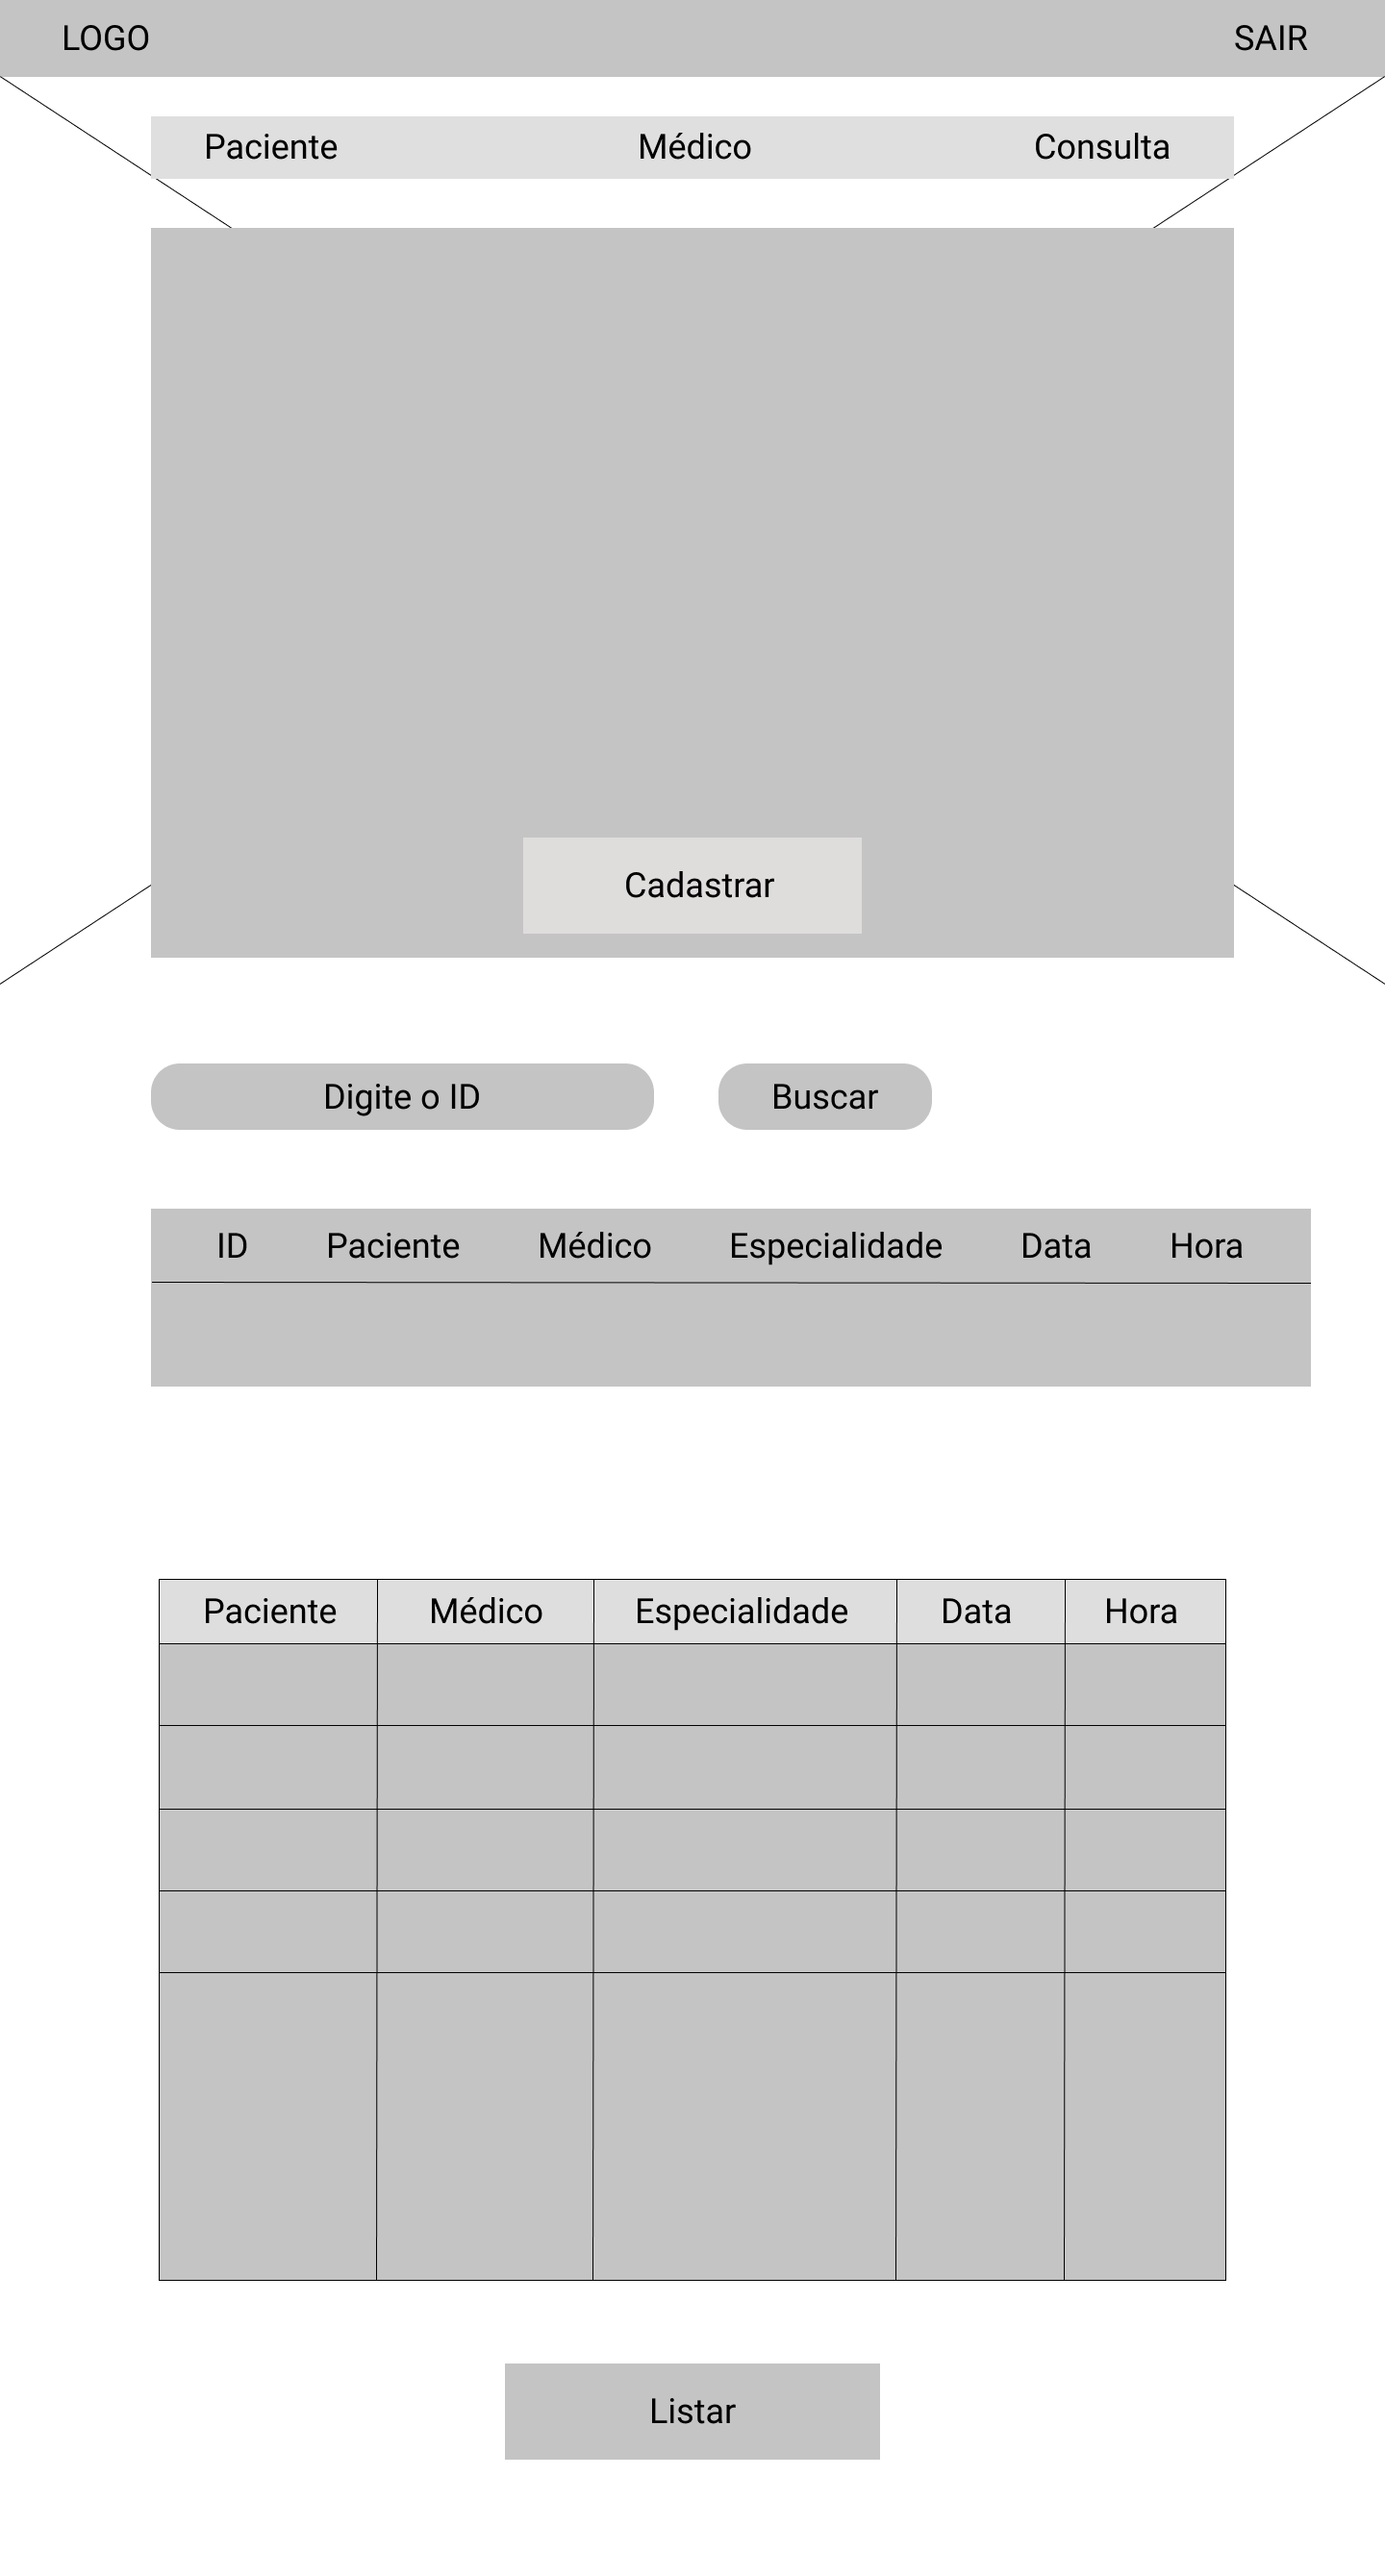 LOGO SAIR
Paciente Médico Consulta
Cadastrar
Digite o ID Buscar
ID Paciente Médico Especialidade Data Hora
Paciente Médico Especialidade Data Hora
Listar